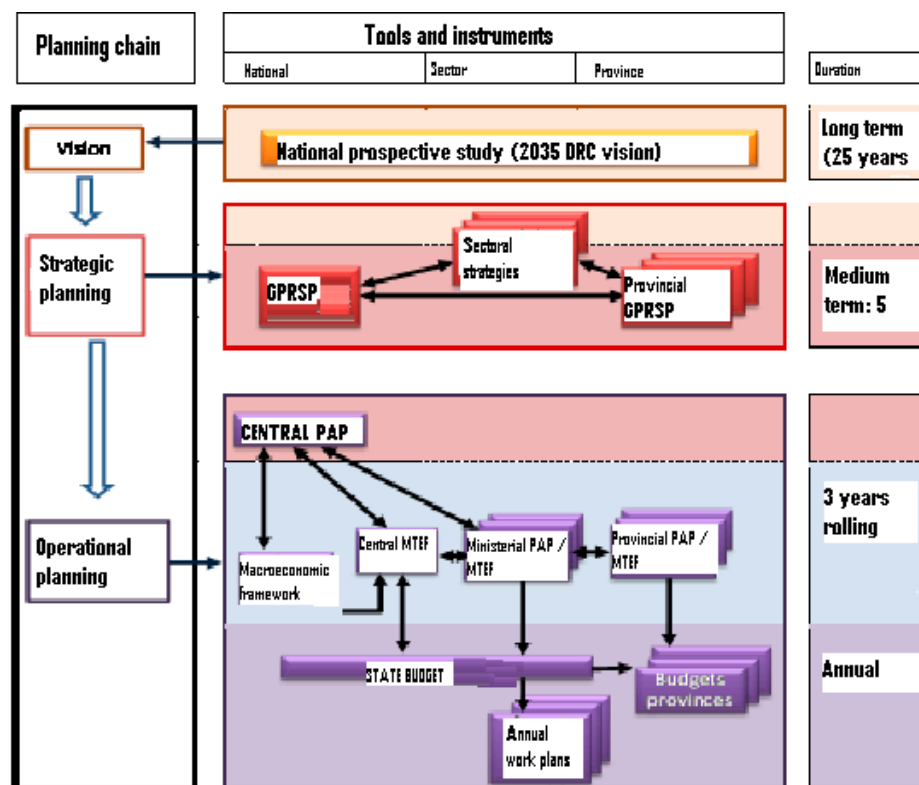 Planning chain
Tools and instruments
National
Sector
Province
Duration
Vision
National prospective study (2035 DRC vision)
Long term
(25 years
Strategic
planning
GPRSP
Sectoral
strategies
Provincial
GPRSP
Medium
term: 5
CENTRAL PAP
Operational
planning
Macroeconomic
framework
Central MTEF
Ministerial PAP /
MTEF
Provincial PAP /
MTEF
3 years
rolling
STATE BUDGET
Budgets
provinces
Annual
Annual
work plans